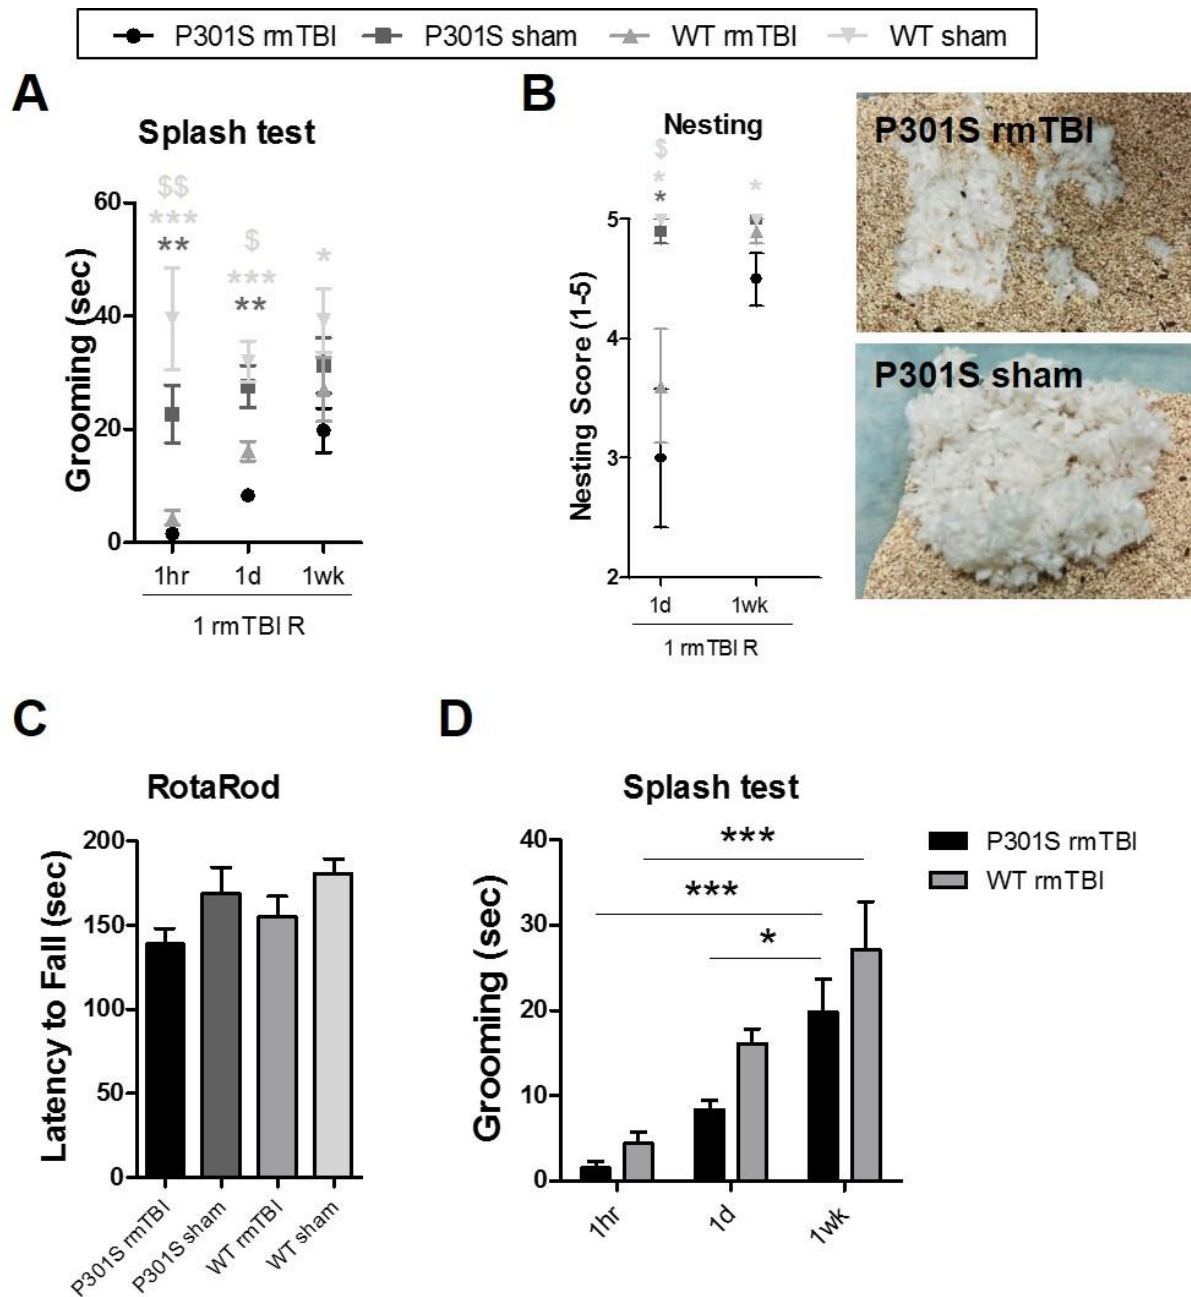 P301S rmTBI P301S sham WT rmTBI WT sham
A
Splash test
$$
***
**
$
***
**
*
60
40
20
0
Grooming (sec)
1hr 1d 1wk
1 rmTBI R
B
Nesting
$
*
*
*
5
4
3
2
Nesting Score (1-5)
1d 1wk
1 rmTBI R
P301S rmTBI
P301S sham
C
RotaRod
200
150
100
50
0
Latency to Fall (sec)
P301S rmTBI
P301S sham
WT rmTBI
WT sham
D
Splash test
***
***
*
40
30
20
10
0
Grooming (sec)
1hr 1d 1wk
P301S rmTBI
WT rmTBI